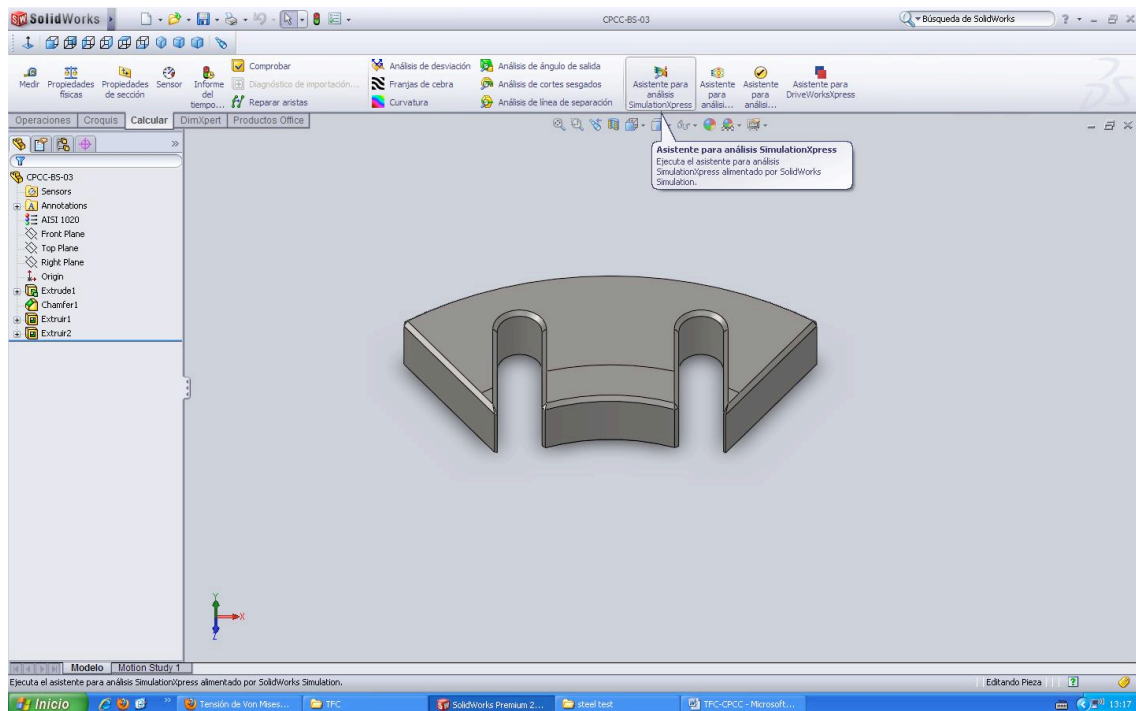 SolidWorks
CPCC-BS-03
Búsqueda de SolidWorks
Medir
Propiedades físicas
Propiedades de sección
Sensor
Informe del tiempo...
Comprobar
Diagnóstico de importación...
Reparar aristas
Análisis de desviación
Franjas de cebra
Curvatura
Análisis de ángulo de salida
Análisis de cortes sesgados
Análisis de línea de separación
Asistente para análisis SimulationXpress
Asistente para análisi...
Asistente para análisi...
Asistente para DriveWorksXpress
Operaciones Croquis Calcular DimXpert Productos Office
Asistente para análisis SimulationXpress
Ejecuta el asistente para análisis
SimulationXpress alimentado por SolidWorks
Simulation.
CPCC-BS-03
Sensors
Annotations
AISI 1020
Front Plane
Top Plane
Right Plane
Origin
Extrude1
Chamfer1
Extruir1
Extruir2
Y
X
Z
Modelo Motion Study 1
Ejecuta el asistente para análisis SimulationXpress alimentado por SolidWorks Simulation.
Editando Pieza
Inicio
Tensión de Von Mises...
TFC
SolidWorks Premium 2...
steel test
TFC-CPCC - Microsoft...
13:17